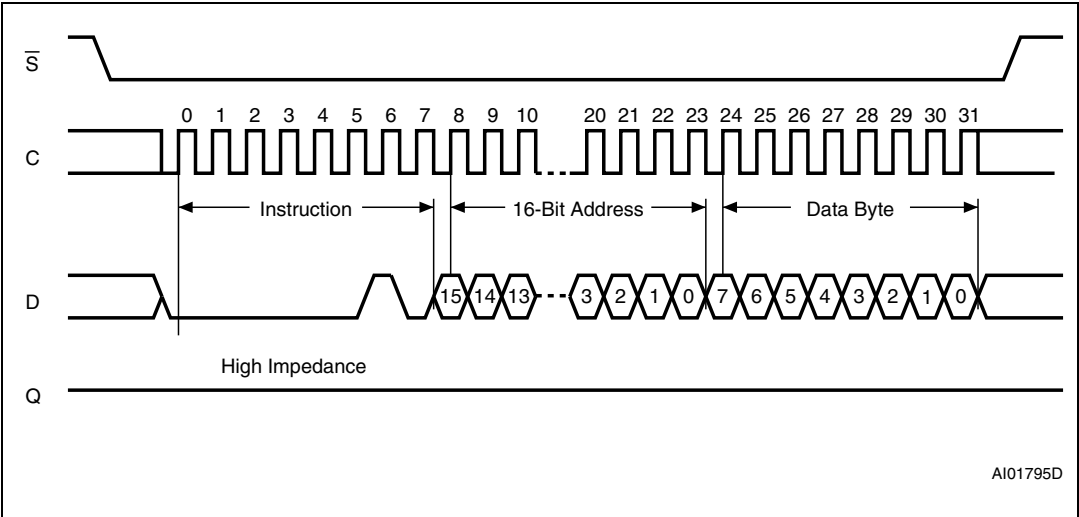 S̅
0 1 2 3 4 5 6 7 8 9 10 20 21 22 23 24 25 26 27 28 29 30 31
C
Instruction 16-Bit Address Data Byte
D
15 14 13 3 2 1 0 7 6 5 4 3 2 1 0
High Impedance
Q
AI01795D